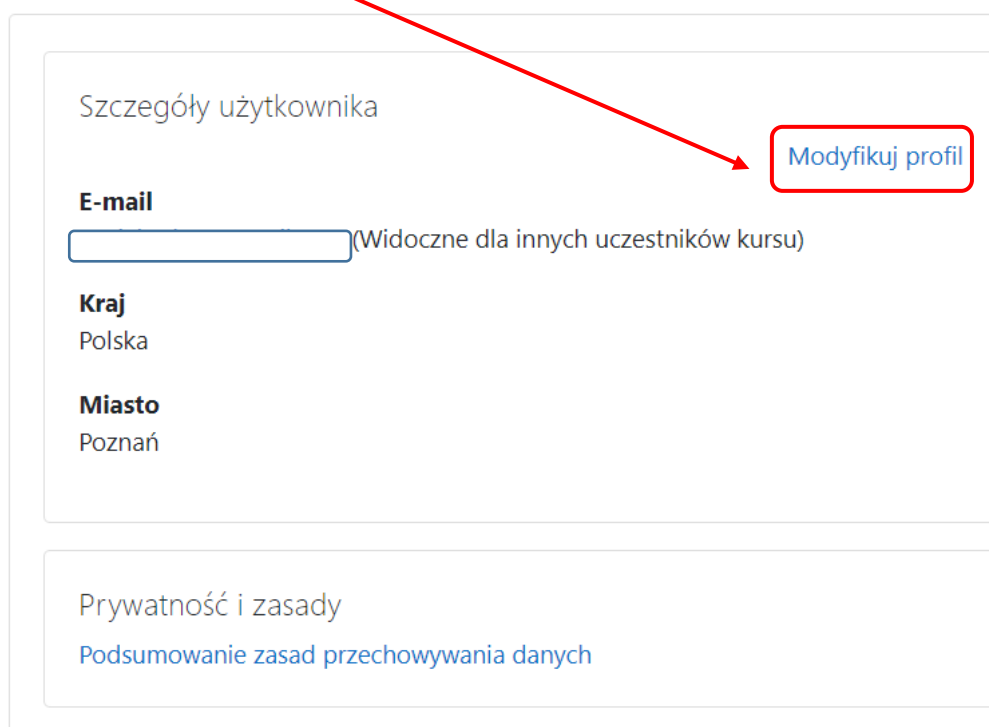 Szczegóły użytkownika
Modyfikuj profil
E-mail
(Widoczne dla innych uczestników kursu)
Kraj
Polska
Miasto
Poznań
Prywatność i zasady
Podsumowanie zasad przechowywania danych